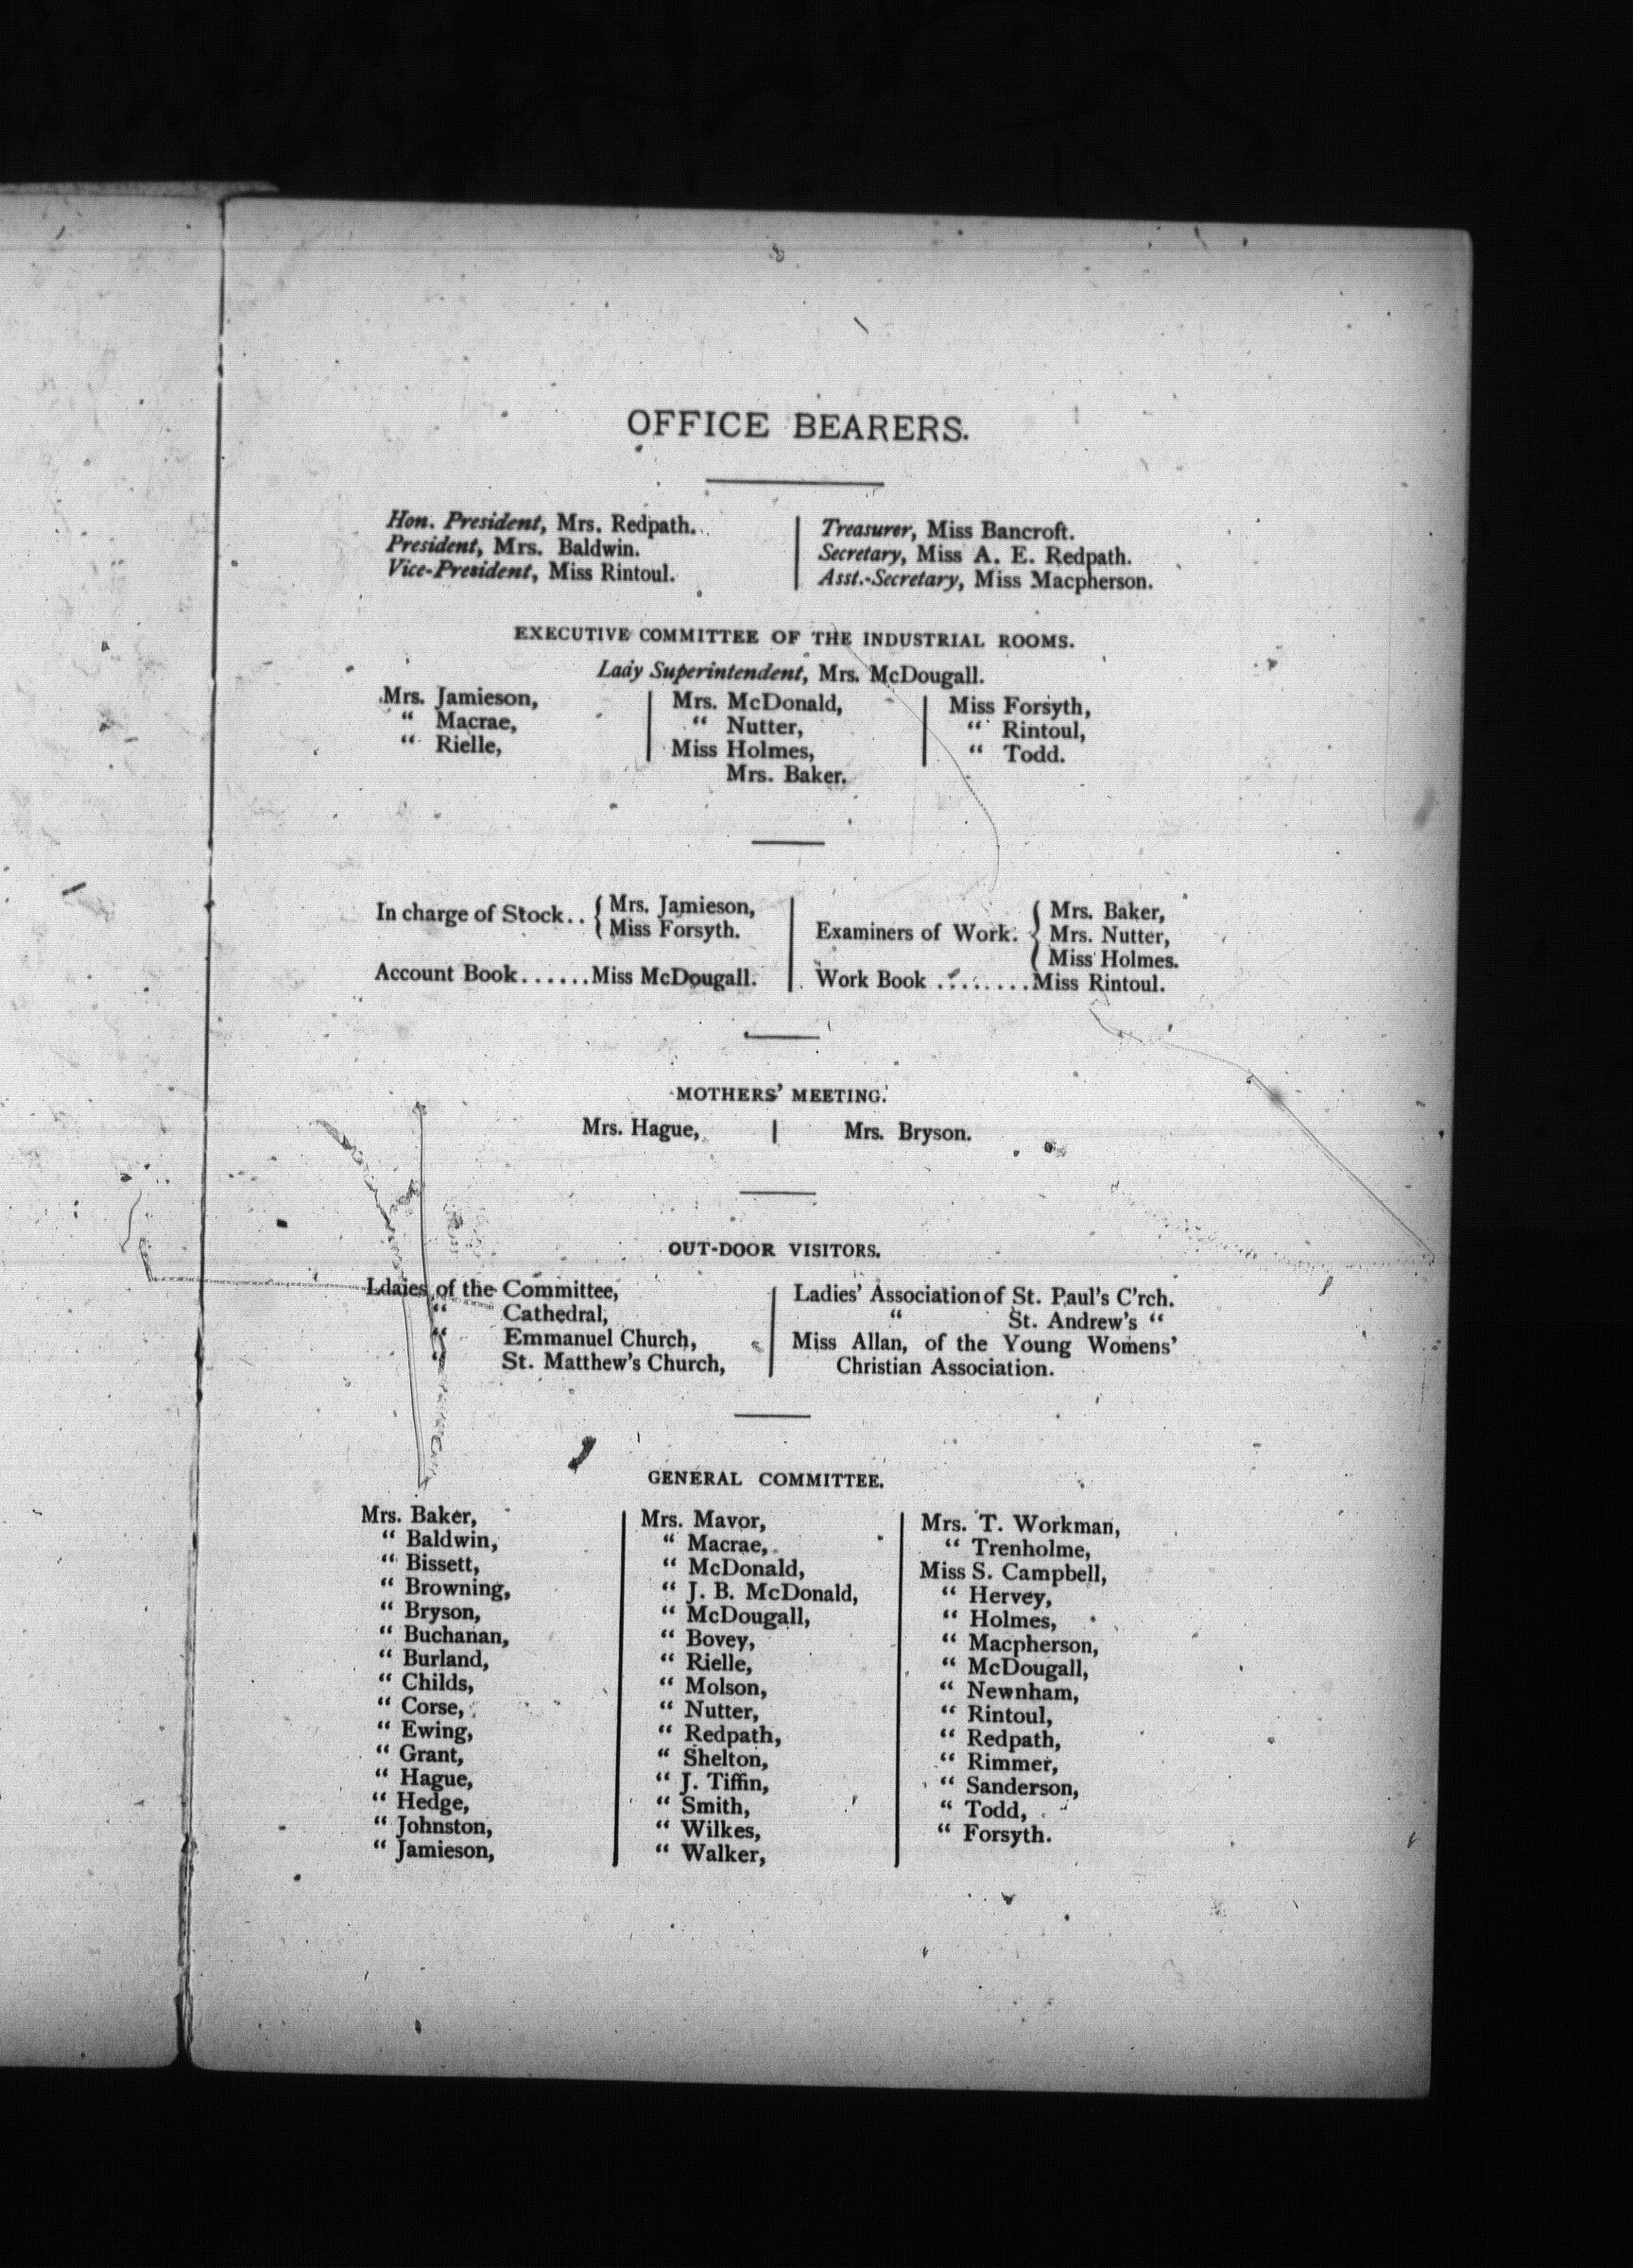 OFFICE BEARERS.
Hon. President, Mrs. Redpath.
President, Mrs. Baldwin.
Vice-President, Miss Rintoul.
Treasurer, Miss Bancroft.
Secretary, Miss A. E. Redpath.
Asst.-Secretary, Miss Macpherson.
EXECUTIVE COMMITTEE OF THE INDUSTRIAL ROOMS.
Lady Superintendent, Mrs. McDougall.
Mrs. Jamieson,
“ Macrae,
“ Rielle,
Mrs. McDonald,
“ Nutter,
Miss Holmes,
Mrs. Baker.
Miss Forsyth,
“ Rintoul,
“ Todd.
In charge of Stock.. { Mrs. Jamieson,
Miss Forsyth.
Account Book......Miss McDougall.
Examiners of Work. { Mrs. Baker,
Mrs. Nutter,
Miss Holmes.
Work Book ........Miss Rintoul.
MOTHERS’ MEETING.
Mrs. Hague, | Mrs. Bryson.
OUT-DOOR VISITORS.
Ldaies of the Committee,
“ Cathedral,
“ Emmanuel Church,
“ St. Matthew’s Church,
Ladies’ Association of St. Paul’s C’rch.
“ St. Andrew’s “
Miss Allan, of the Young Womens’
Christian Association.
GENERAL COMMITTEE.
Mrs. Baker,
“ Baldwin,
“ Bissett,
“ Browning,
“ Bryson,
“ Buchanan,
“ Burland,
“ Childs,
“ Corse,
“ Ewing,
“ Grant,
“ Hague,
“ Hedge,
“ Johnston,
“ Jamieson,
Mrs. Mavor,
“ Macrae,
“ McDonald,
“ J. B. McDonald,
“ McDougall,
“ Bovey,
“ Rielle,
“ Molson,
“ Nutter,
“ Redpath,
“ Shelton,
“ J. Tiffin,
“ Smith,
“ Wilkes,
“ Walker,
Mrs. T. Workman,
“ Trenholme,
Miss S. Campbell,
“ Hervey,
“ Holmes,
“ Macpherson,
“ McDougall,
“ Newnham,
“ Rintoul,
“ Redpath,
“ Rimmer,
“ Sanderson,
“ Todd,
“ Forsyth.